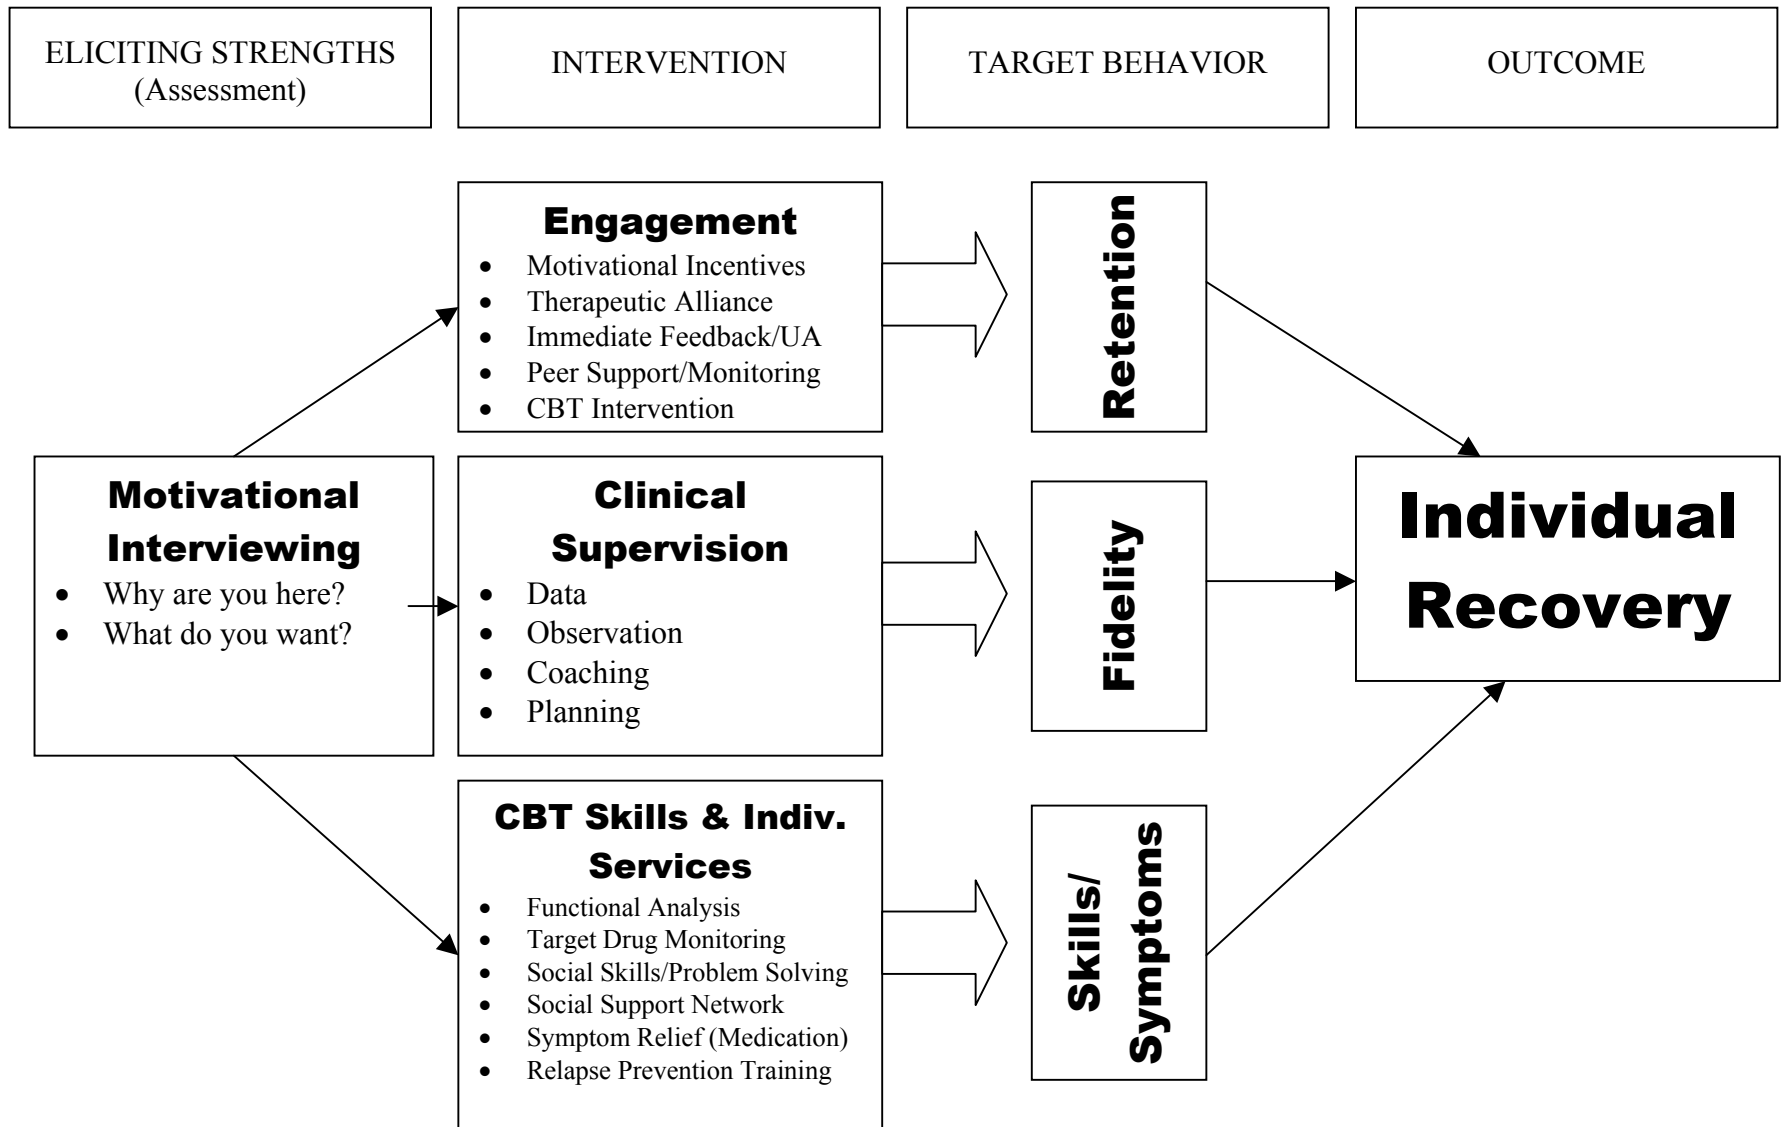 ELICITING STRENGTHS
(Assessment)
INTERVENTION
TARGET BEHAVIOR
OUTCOME
Engagement
• Motivational Incentives
• Therapeutic Alliance
• Immediate Feedback/UA
• Peer Support/Monitoring
• CBT Intervention
Retention
Motivational
Interviewing
• Why are you here?
• What do you want?
Clinical
Supervision
• Data
• Observation
• Coaching
• Planning
Fidelity
Individual
Recovery
CBT Skills & Indiv.
Services
• Functional Analysis
• Target Drug Monitoring
• Social Skills/Problem Solving
• Social Support Network
• Symptom Relief (Medication)
• Relapse Prevention Training
Skills/
Symptoms